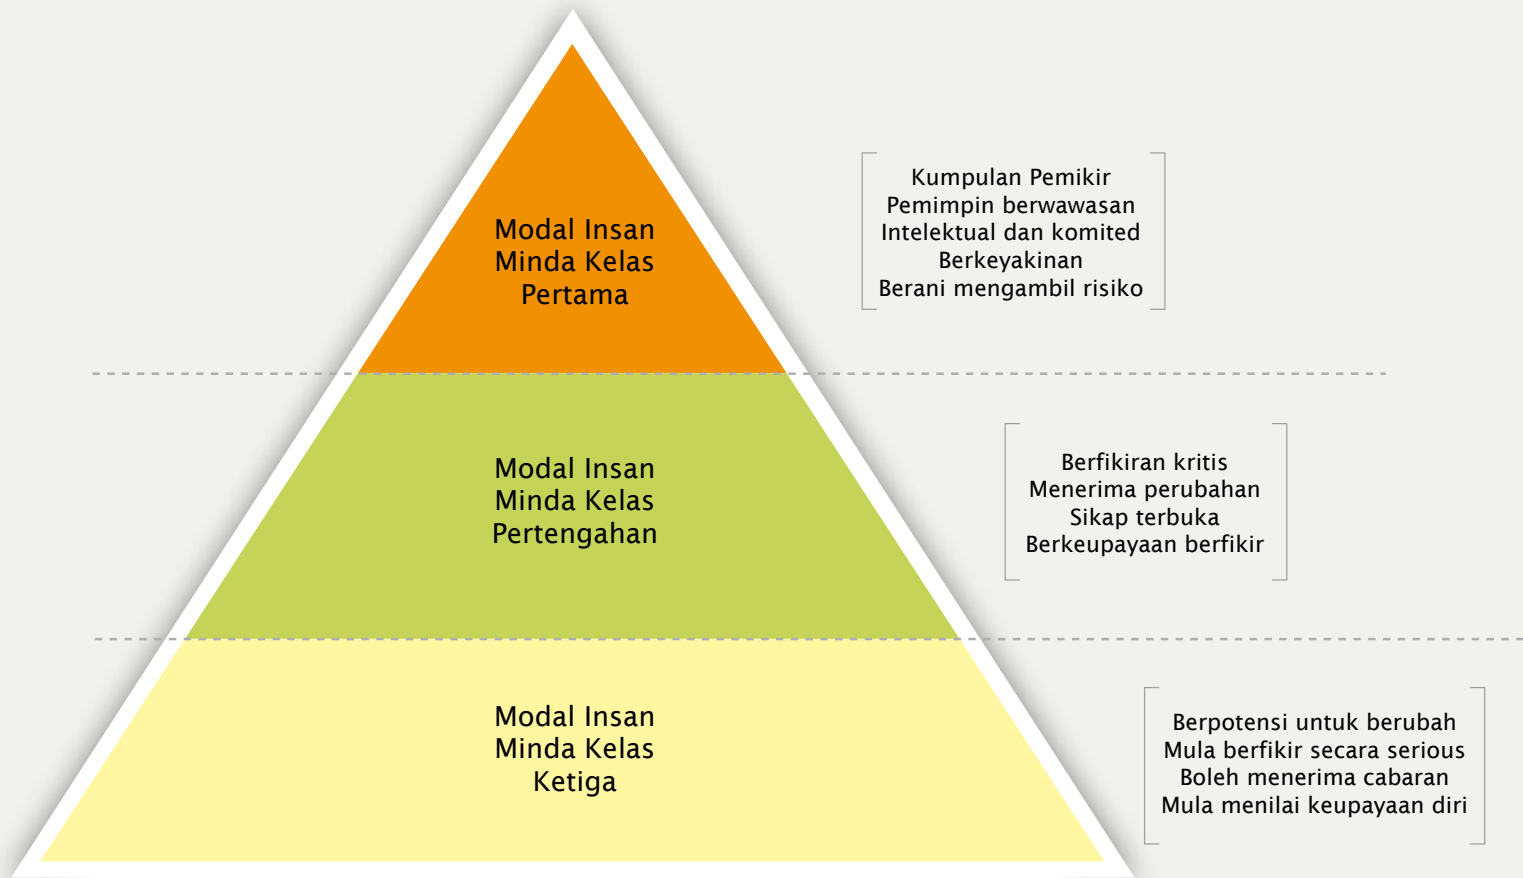 Modal Insan
Minda Kelas
Pertama
Kumpulan Pemikir
Pemimpin berwawasan
Intelektual dan komited
Berkeyakinan
Berani mengambil risiko
Modal Insan
Minda Kelas
Pertengahan
Berfikiran kritis
Menerima perubahan
Sikap terbuka
Berkeupayaan berfikir
Modal Insan
Minda Kelas
Ketiga
Berpotensi untuk berubah
Mula berfikir secara serious
Boleh menerima cabaran
Mula menilai keupayaan diri